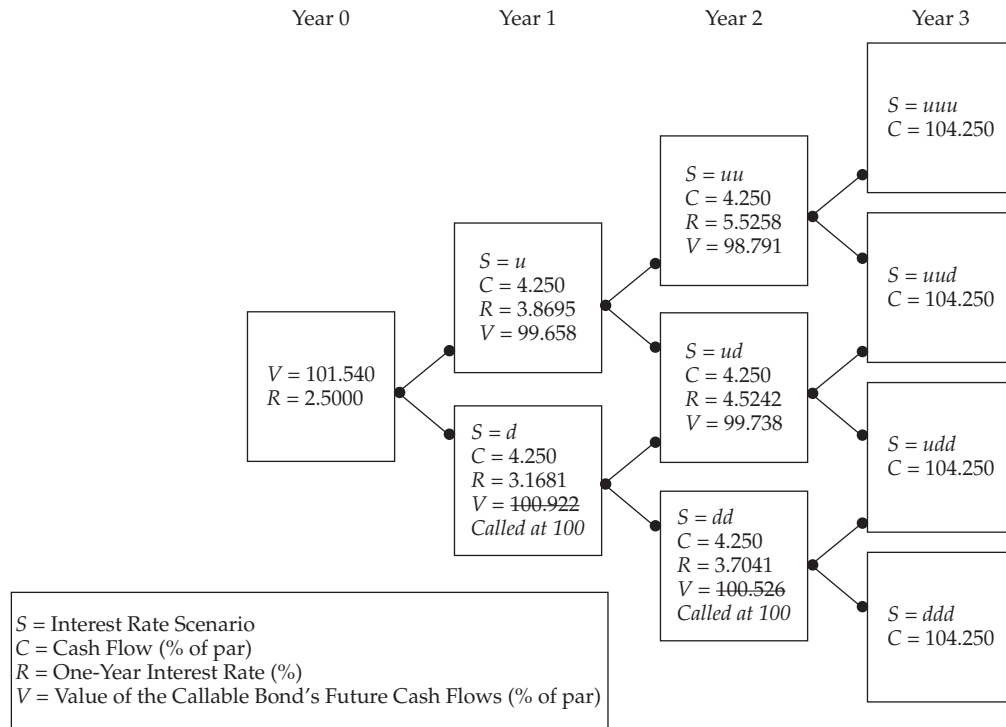 Year 0
Year 1
Year 2
Year 3
V = 101.540
R = 2.5000
S = u
C = 4.250
R = 3.8695
V = 99.658
S = d
C = 4.250
R = 3.1681
V = 100.922
Called at 100
S = uu
C = 4.250
R = 5.5258
V = 98.791
S = ud
C = 4.250
R = 4.5242
V = 99.738
S = dd
C = 4.250
R = 3.7041
V = 100.526
Called at 100
S = uuu
C = 104.250
S = uud
C = 104.250
S = udd
C = 104.250
S = ddd
C = 104.250
S = Interest Rate Scenario
C = Cash Flow (% of par)
R = One-Year Interest Rate (%)
V = Value of the Callable Bond's Future Cash Flows (% of par)